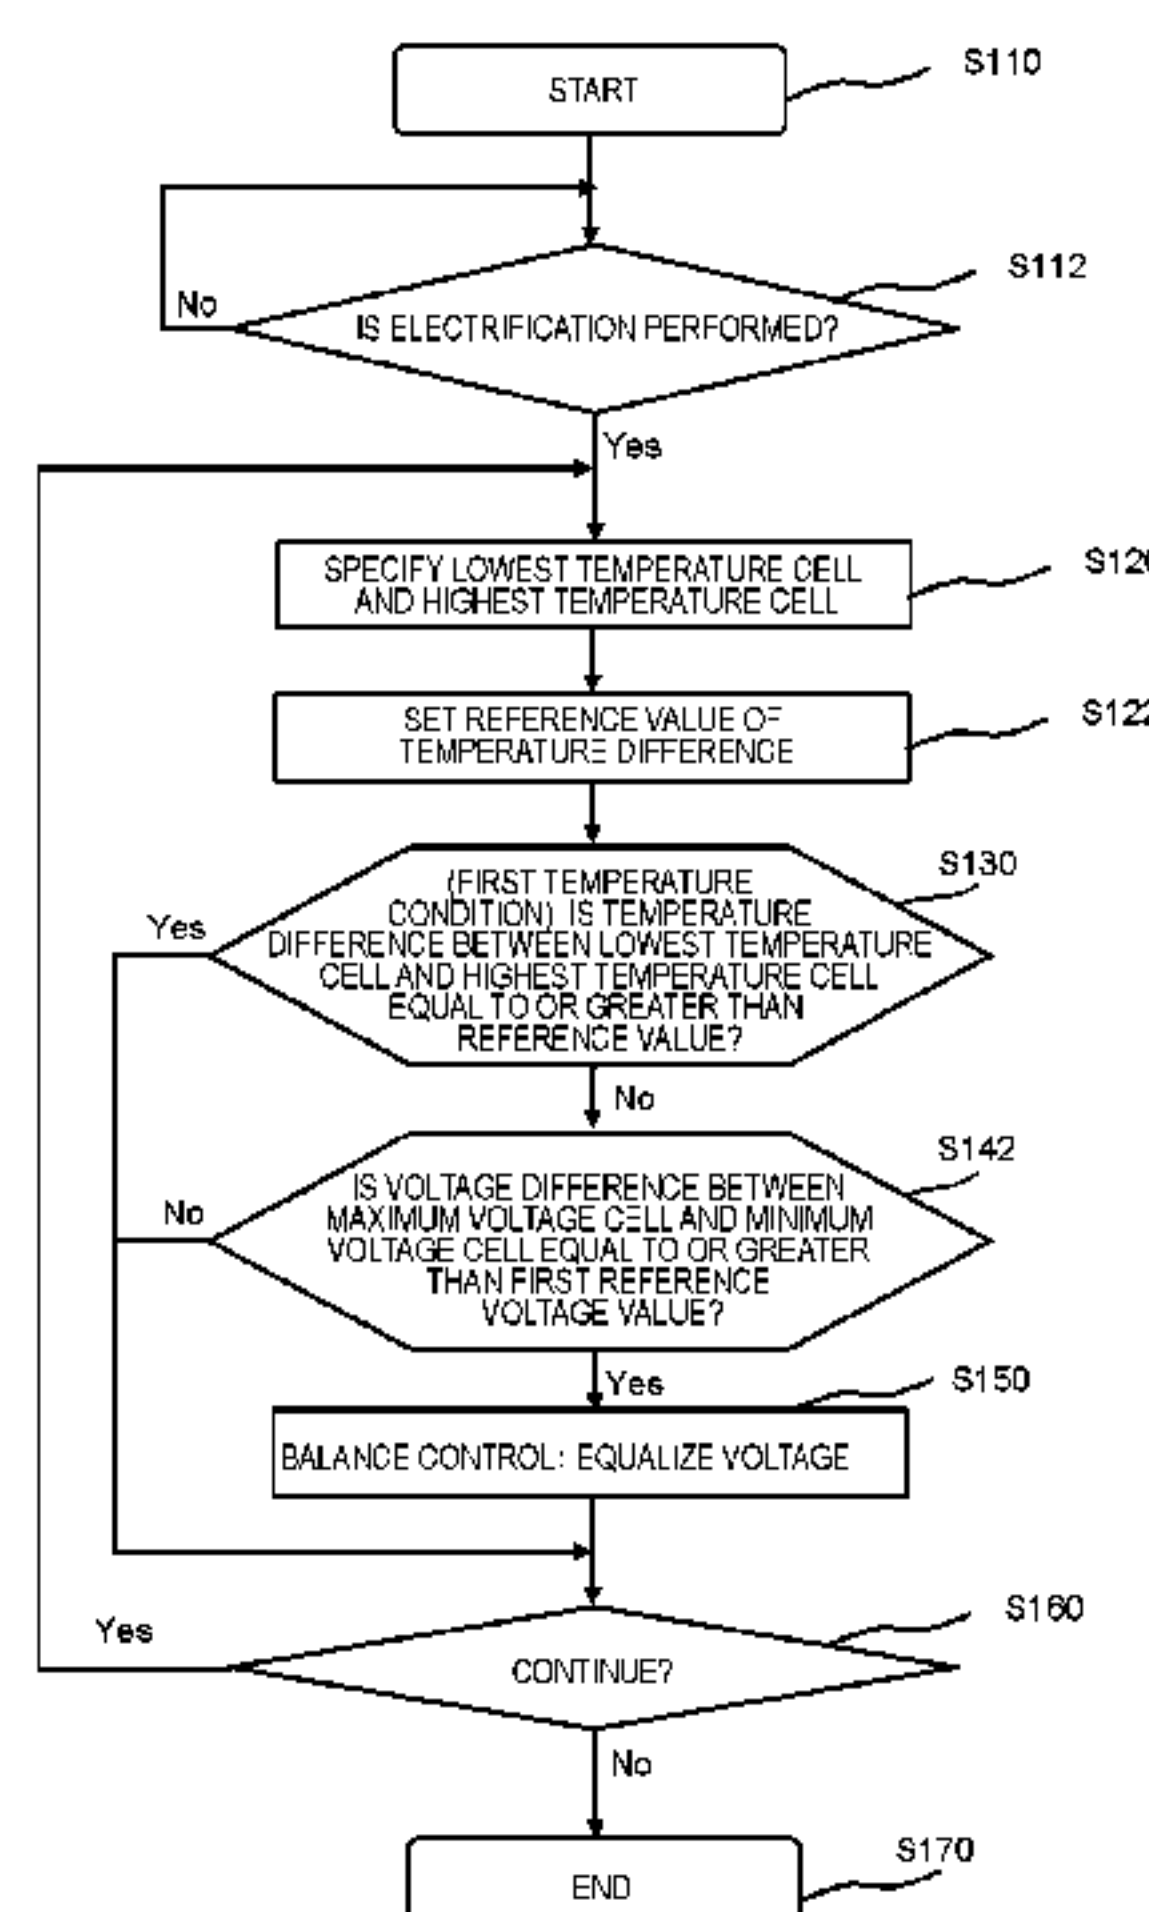 START
S110
S112
No
IS ELECTRIFICATION PERFORMED?
Yes
SPECIFY LOWEST TEMPERATURE CELL
AND HIGHEST TEMPERATURE CELL
S120
SET REFERENCE VALUE OF
TEMPERATURE DIFFERENCE
S122
S130
(FIRST TEMPERATURE
CONDITION) IS TEMPERATURE
DIFFERENCE BETWEEN LOWEST TEMPERATURE
CELL AND HIGHEST TEMPERATURE CELL
EQUAL TO OR GREATER THAN
REFERENCE VALUE?
Yes
No
S142
IS VOLTAGE DIFFERENCE BETWEEN
MAXIMUM VOLTAGE CELL AND MINIMUM
VOLTAGE CELL EQUAL TO OR GREATER
THAN FIRST REFERENCE
VOLTAGE VALUE?
No
Yes
S150
BALANCE CONTROL: EQUALIZE VOLTAGE
S160
Yes
CONTINUE?
No
S170
END